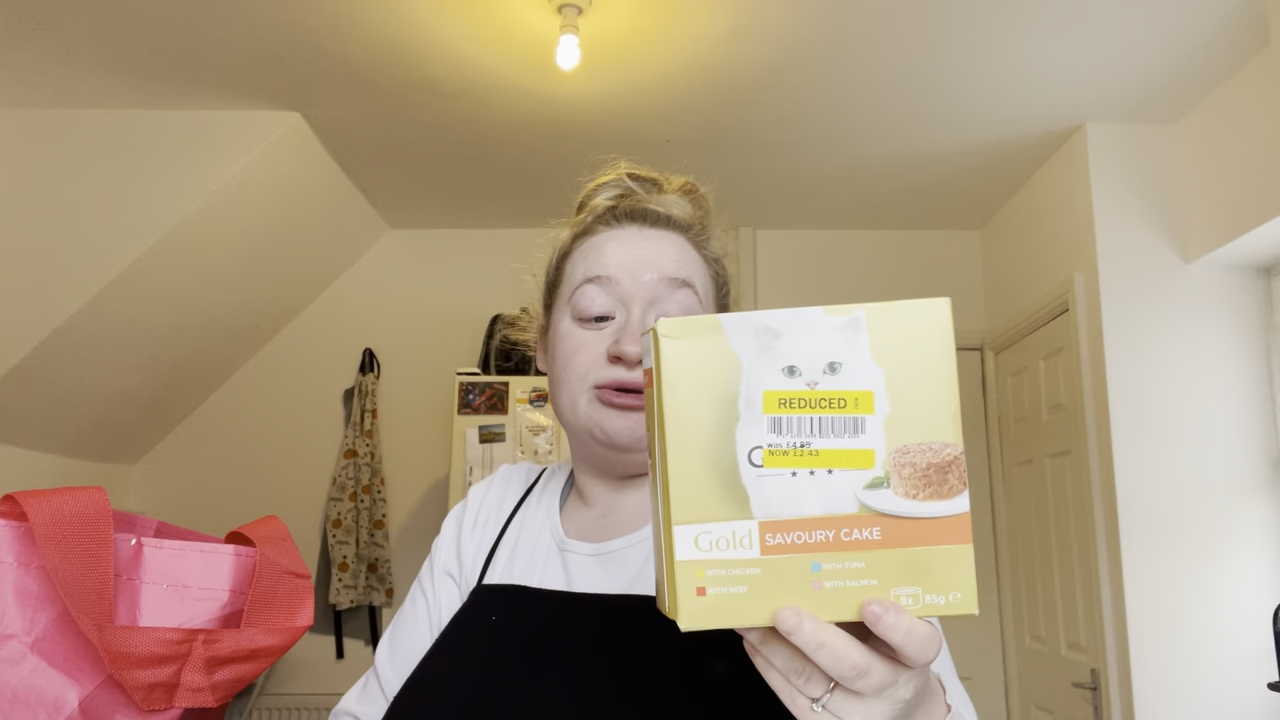 REDUCED
was £4.85
NOW £2.43
G
Gold SAVOURY CAKE
WITH CHICKEN
WITH TUNA
WITH BEEF
WITH SALMON
8x 85g ℮